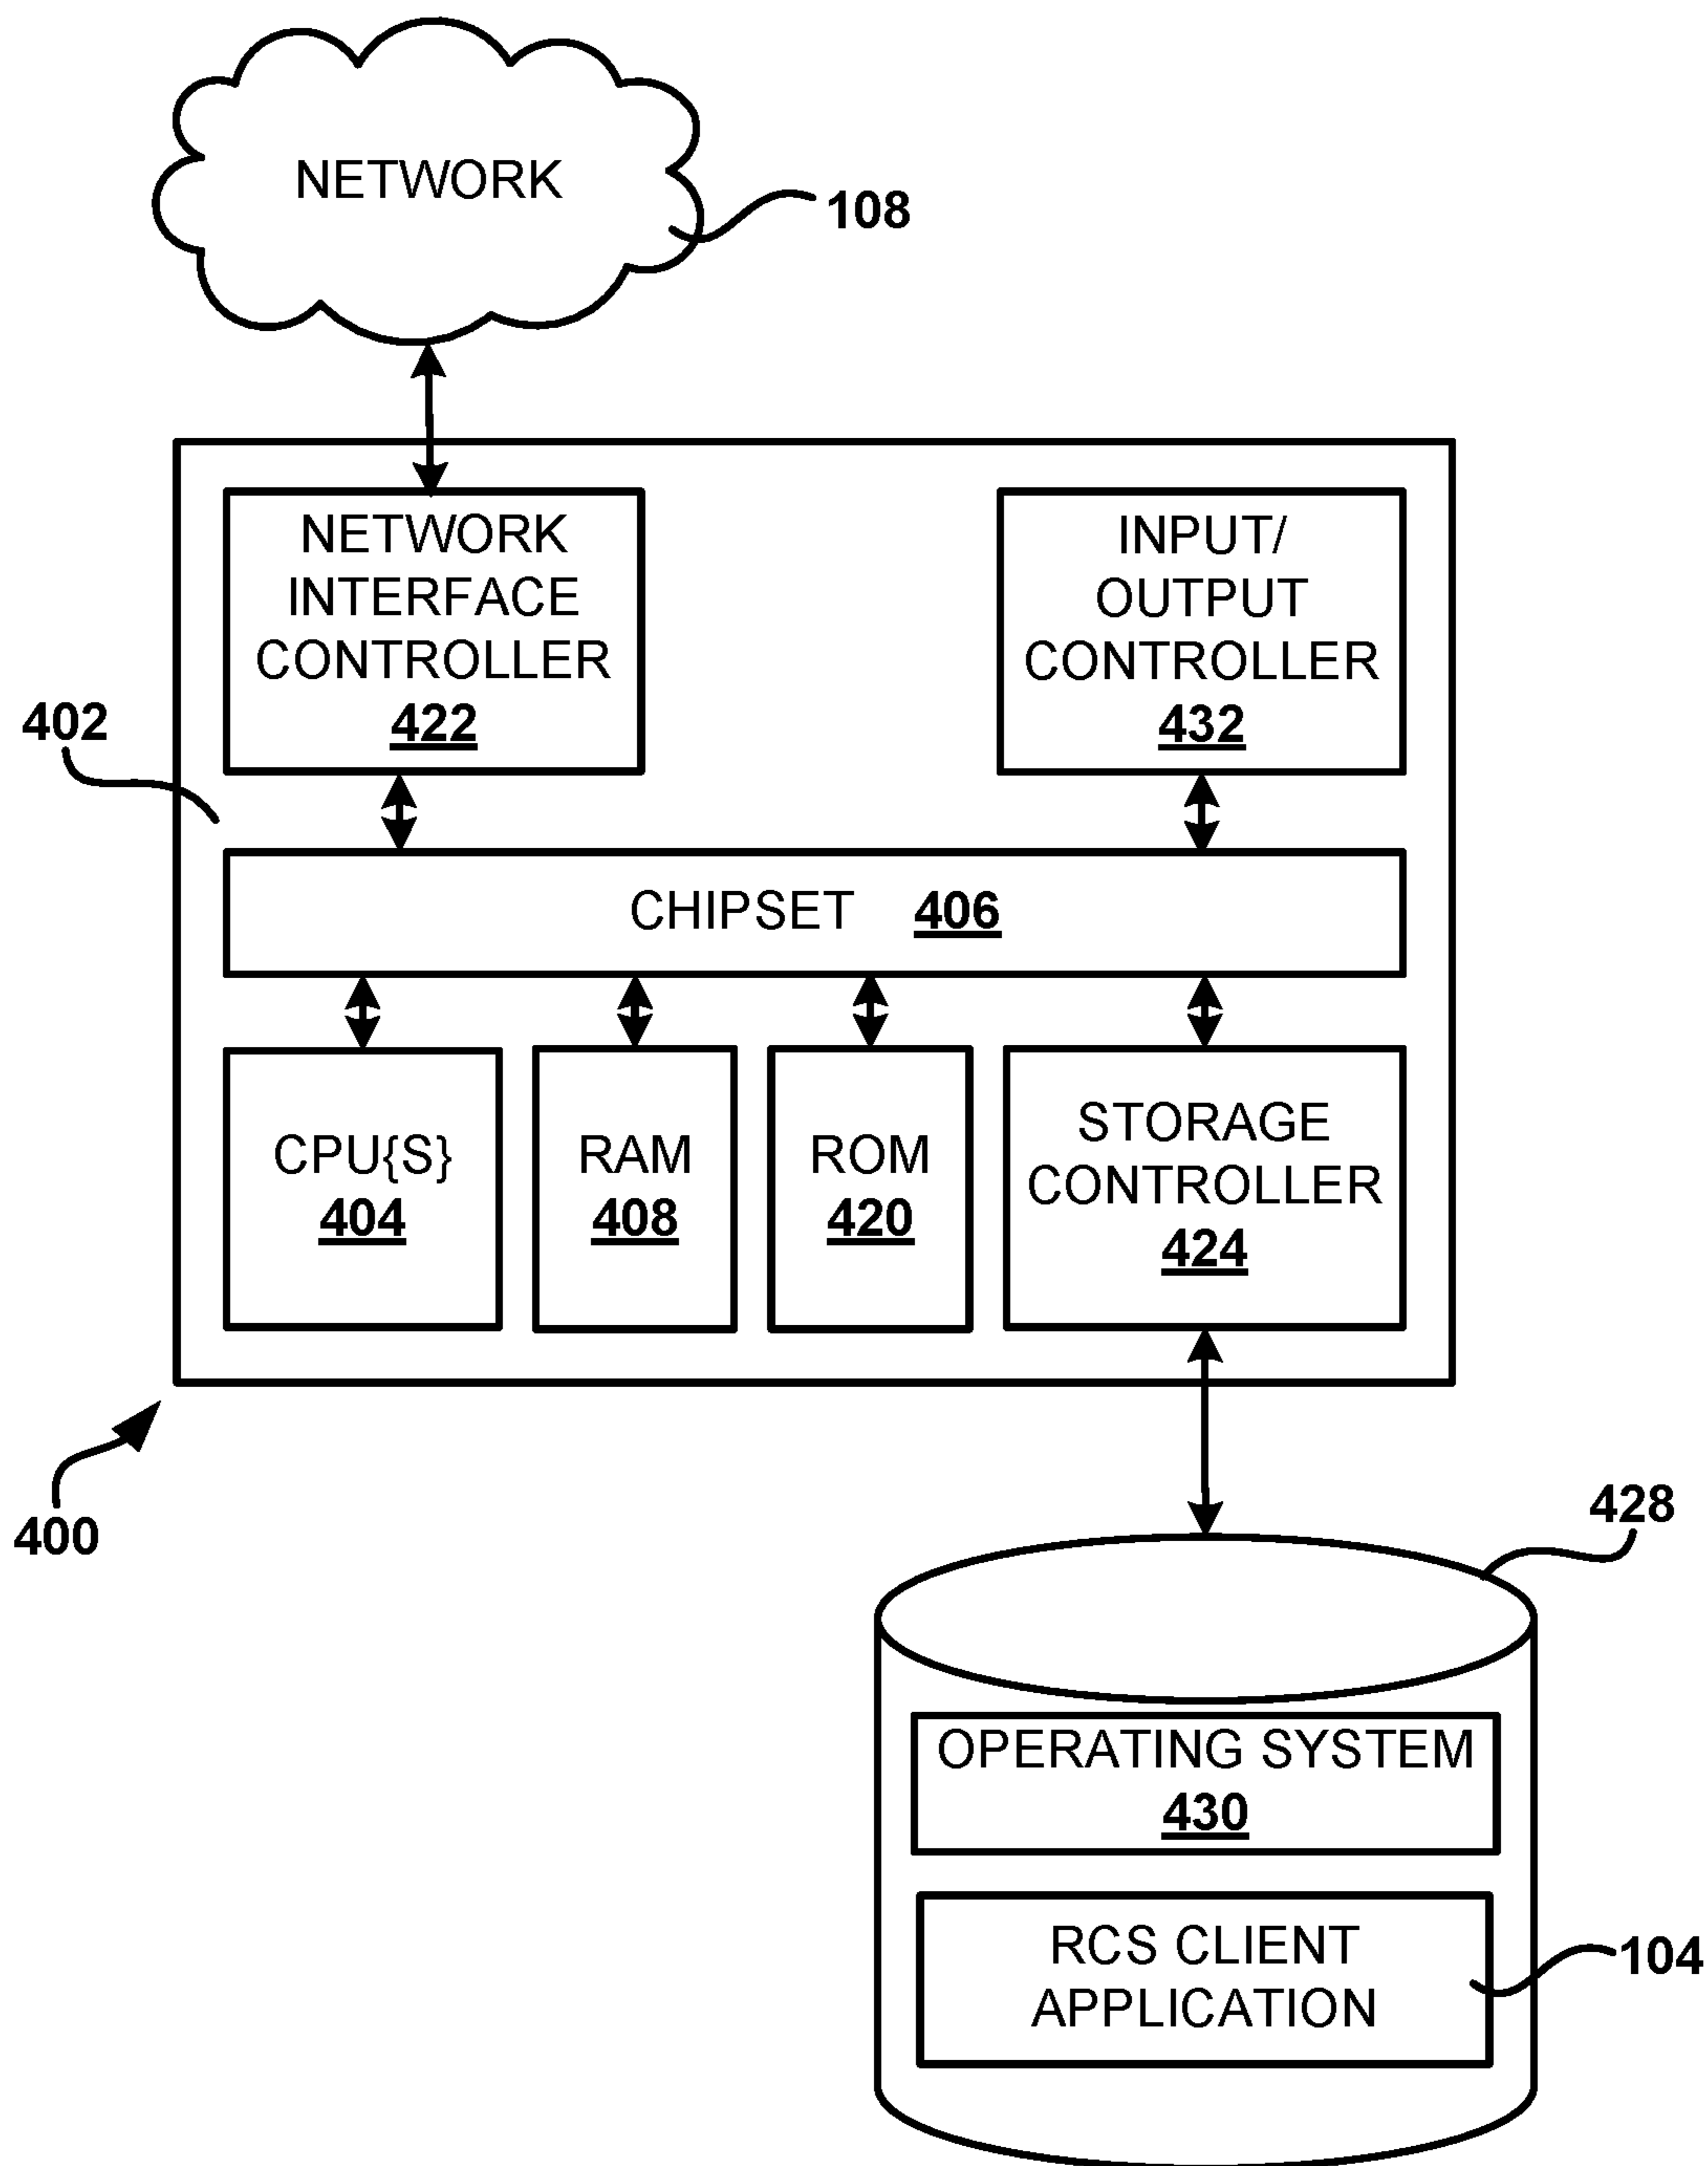 NETWORK
108
NETWORK
INTERFACE
CONTROLLER
422
INPUT/
OUTPUT
CONTROLLER
432
402
CHIPSET 406
CPU{S}
404
RAM
408
ROM
420
STORAGE
CONTROLLER
424
400
428
OPERATING SYSTEM
430
RCS CLIENT
APPLICATION
104